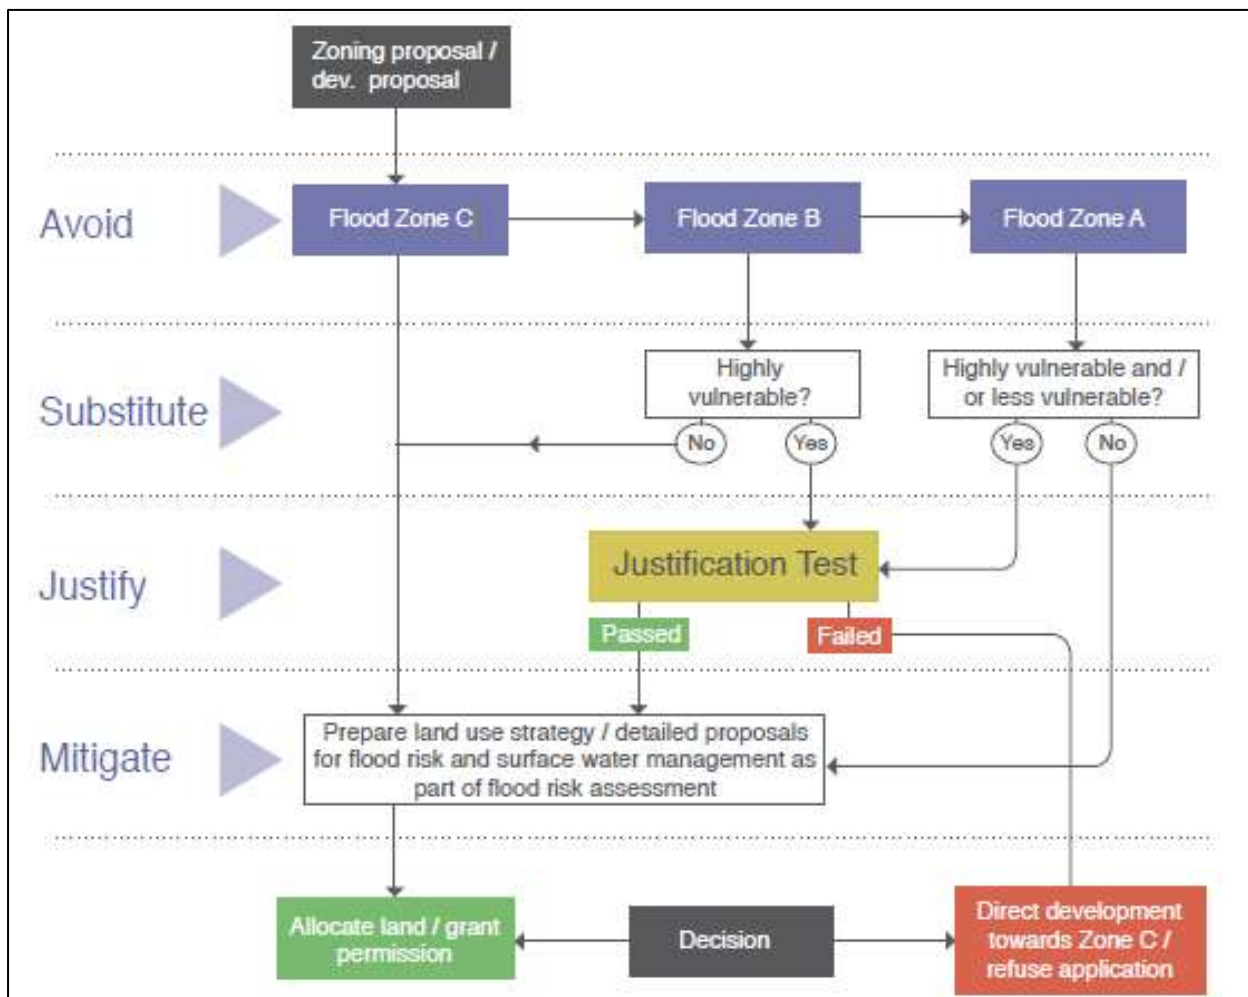 Zoning proposal /
dev. proposal
Avoid
Flood Zone C
Flood Zone B
Flood Zone A
Substitute
Highly
vulnerable?
Highly vulnerable and /
or less vulnerable?
No
Yes
Yes
No
Justify
Justification Test
Passed
Failed
Mitigate
Prepare land use strategy / detailed proposals
for flood risk and surface water management as
part of flood risk assessment
Allocate land / grant
permission
Decision
Direct development
towards Zone C /
refuse application